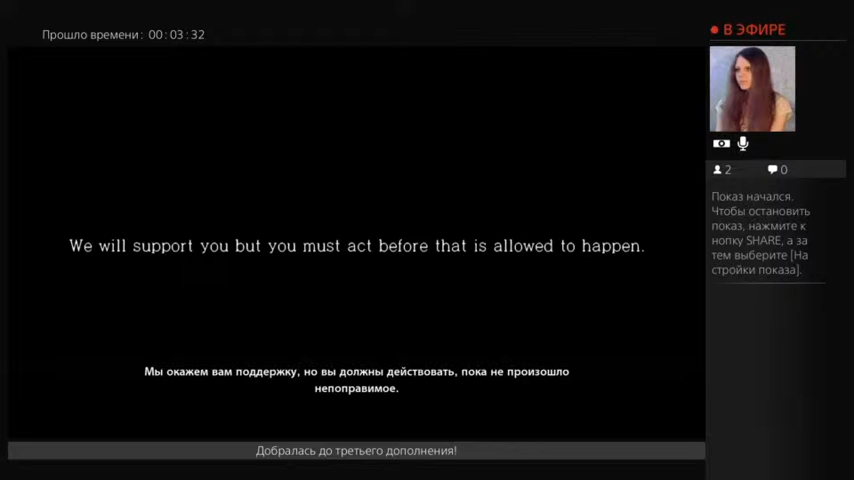 Прошло времени: 00:03:32
В ЭФИРЕ
2
0
Показ начался.
Чтобы остановить
показ, нажмите к
нопку SHARE, а за
тем выберите [На
стройки показа].
We will support you but you must act before that is allowed to happen.
Мы окажем вам поддержку, но вы должны действовать, пока не произошло
непоправимое.
Добралась до третьего дополнения!